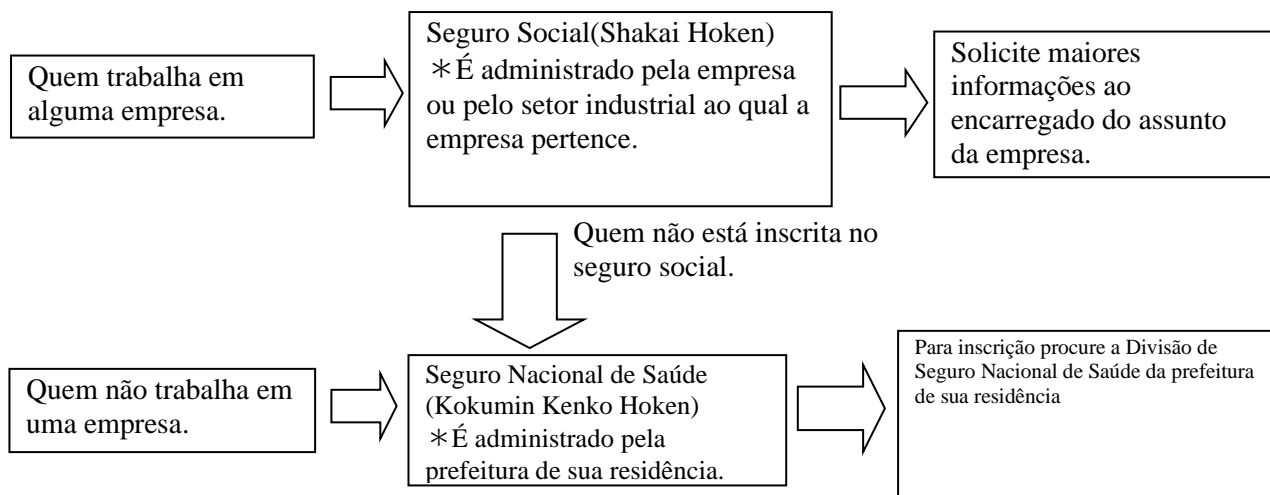 Quem trabalha em
alguma empresa.
Seguro Social(Shakai Hoken)
＊É administrado pela empresa
ou pelo setor industrial ao qual a
empresa pertence.
Solicite maiores
informações ao
encarregado do assunto
da empresa.
Quem não está inscrita no
seguro social.
Quem não trabalha em
uma empresa.
Seguro Nacional de Saúde
(Kokumin Kenko Hoken)
＊É administrado pela
prefeitura de sua residência.
Para inscrição procure a Divisão de
Seguro Nacional de Saúde da prefeitura
de sua residência